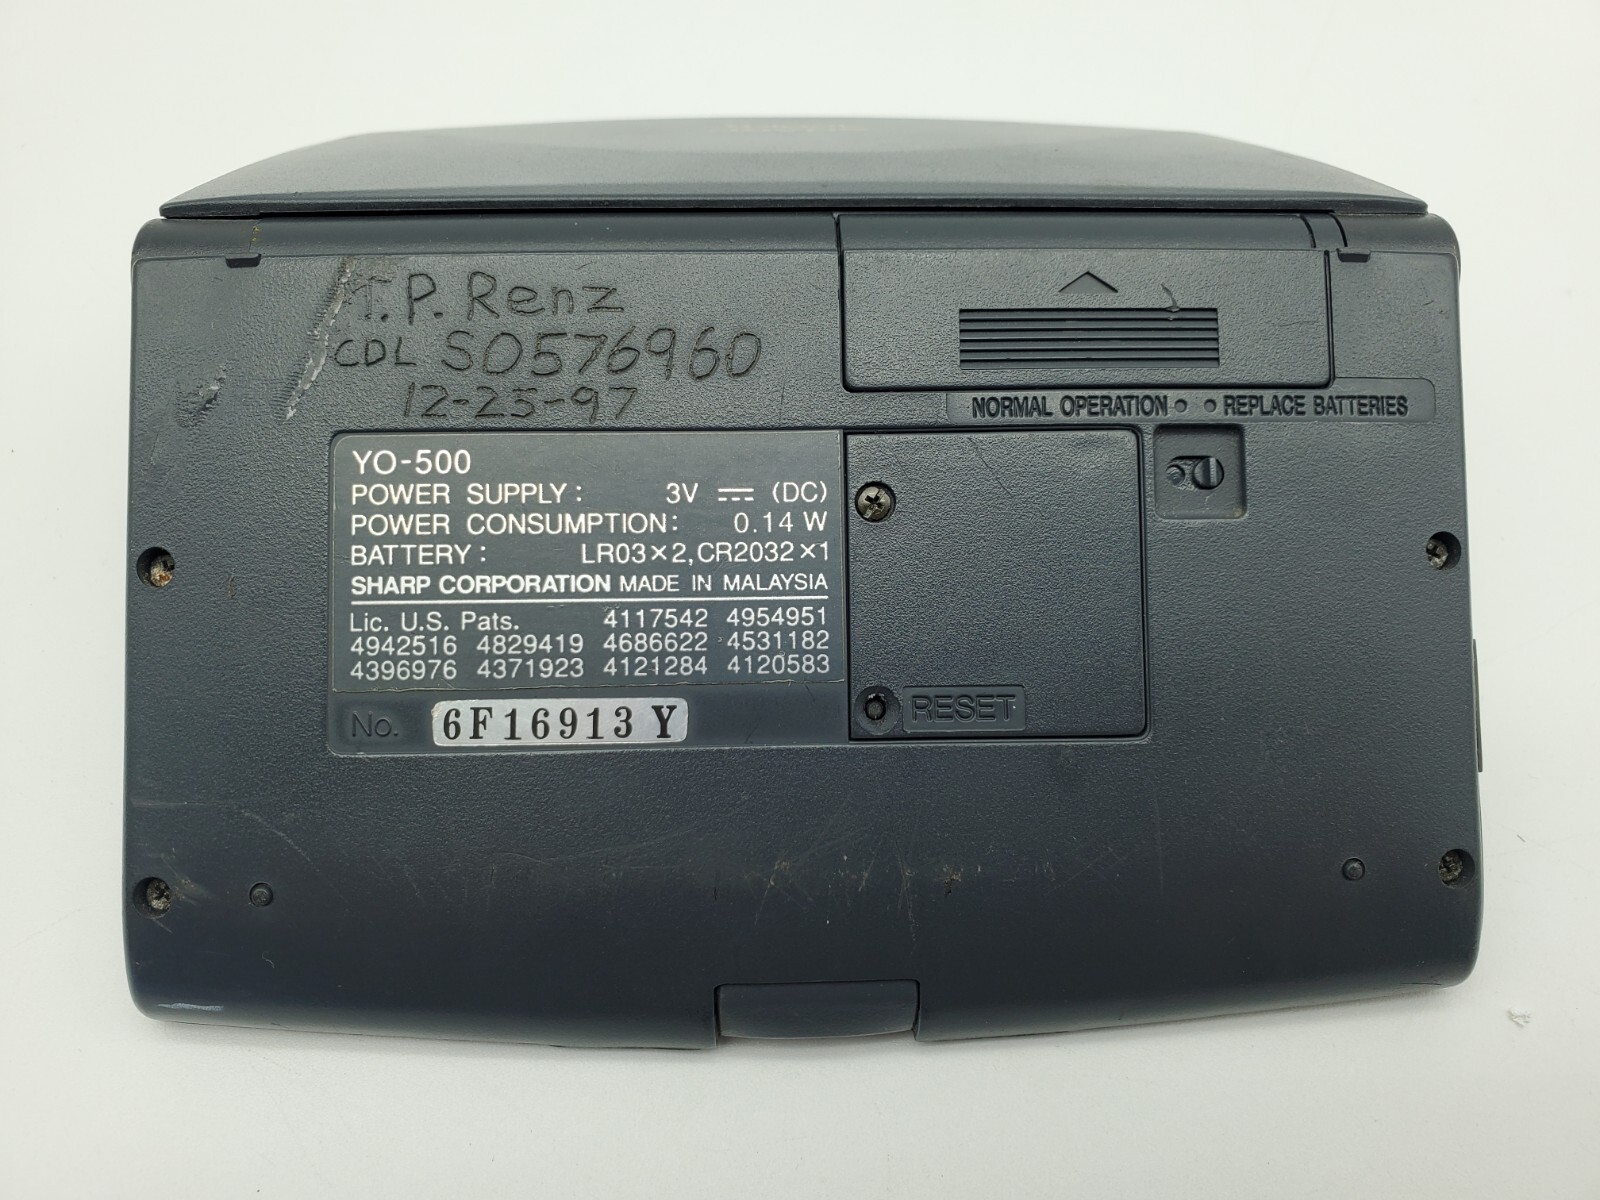 T.P. Renz
CDL S0576960
12-25-97
NORMAL OPERATION REPLACE BATTERIES
YO-500
POWER SUPPLY: 3V ⎓ (DC)
POWER CONSUMPTION: 0.14 W
BATTERY: LR03×2,CR2032×1
SHARP CORPORATION MADE IN MALAYSIA
Lic. U.S. Pats. 4117542 4954951
4942516 4829419 4686622 4531182
4396976 4371923 4121284 4120583
No. 6F16913Y
RESET